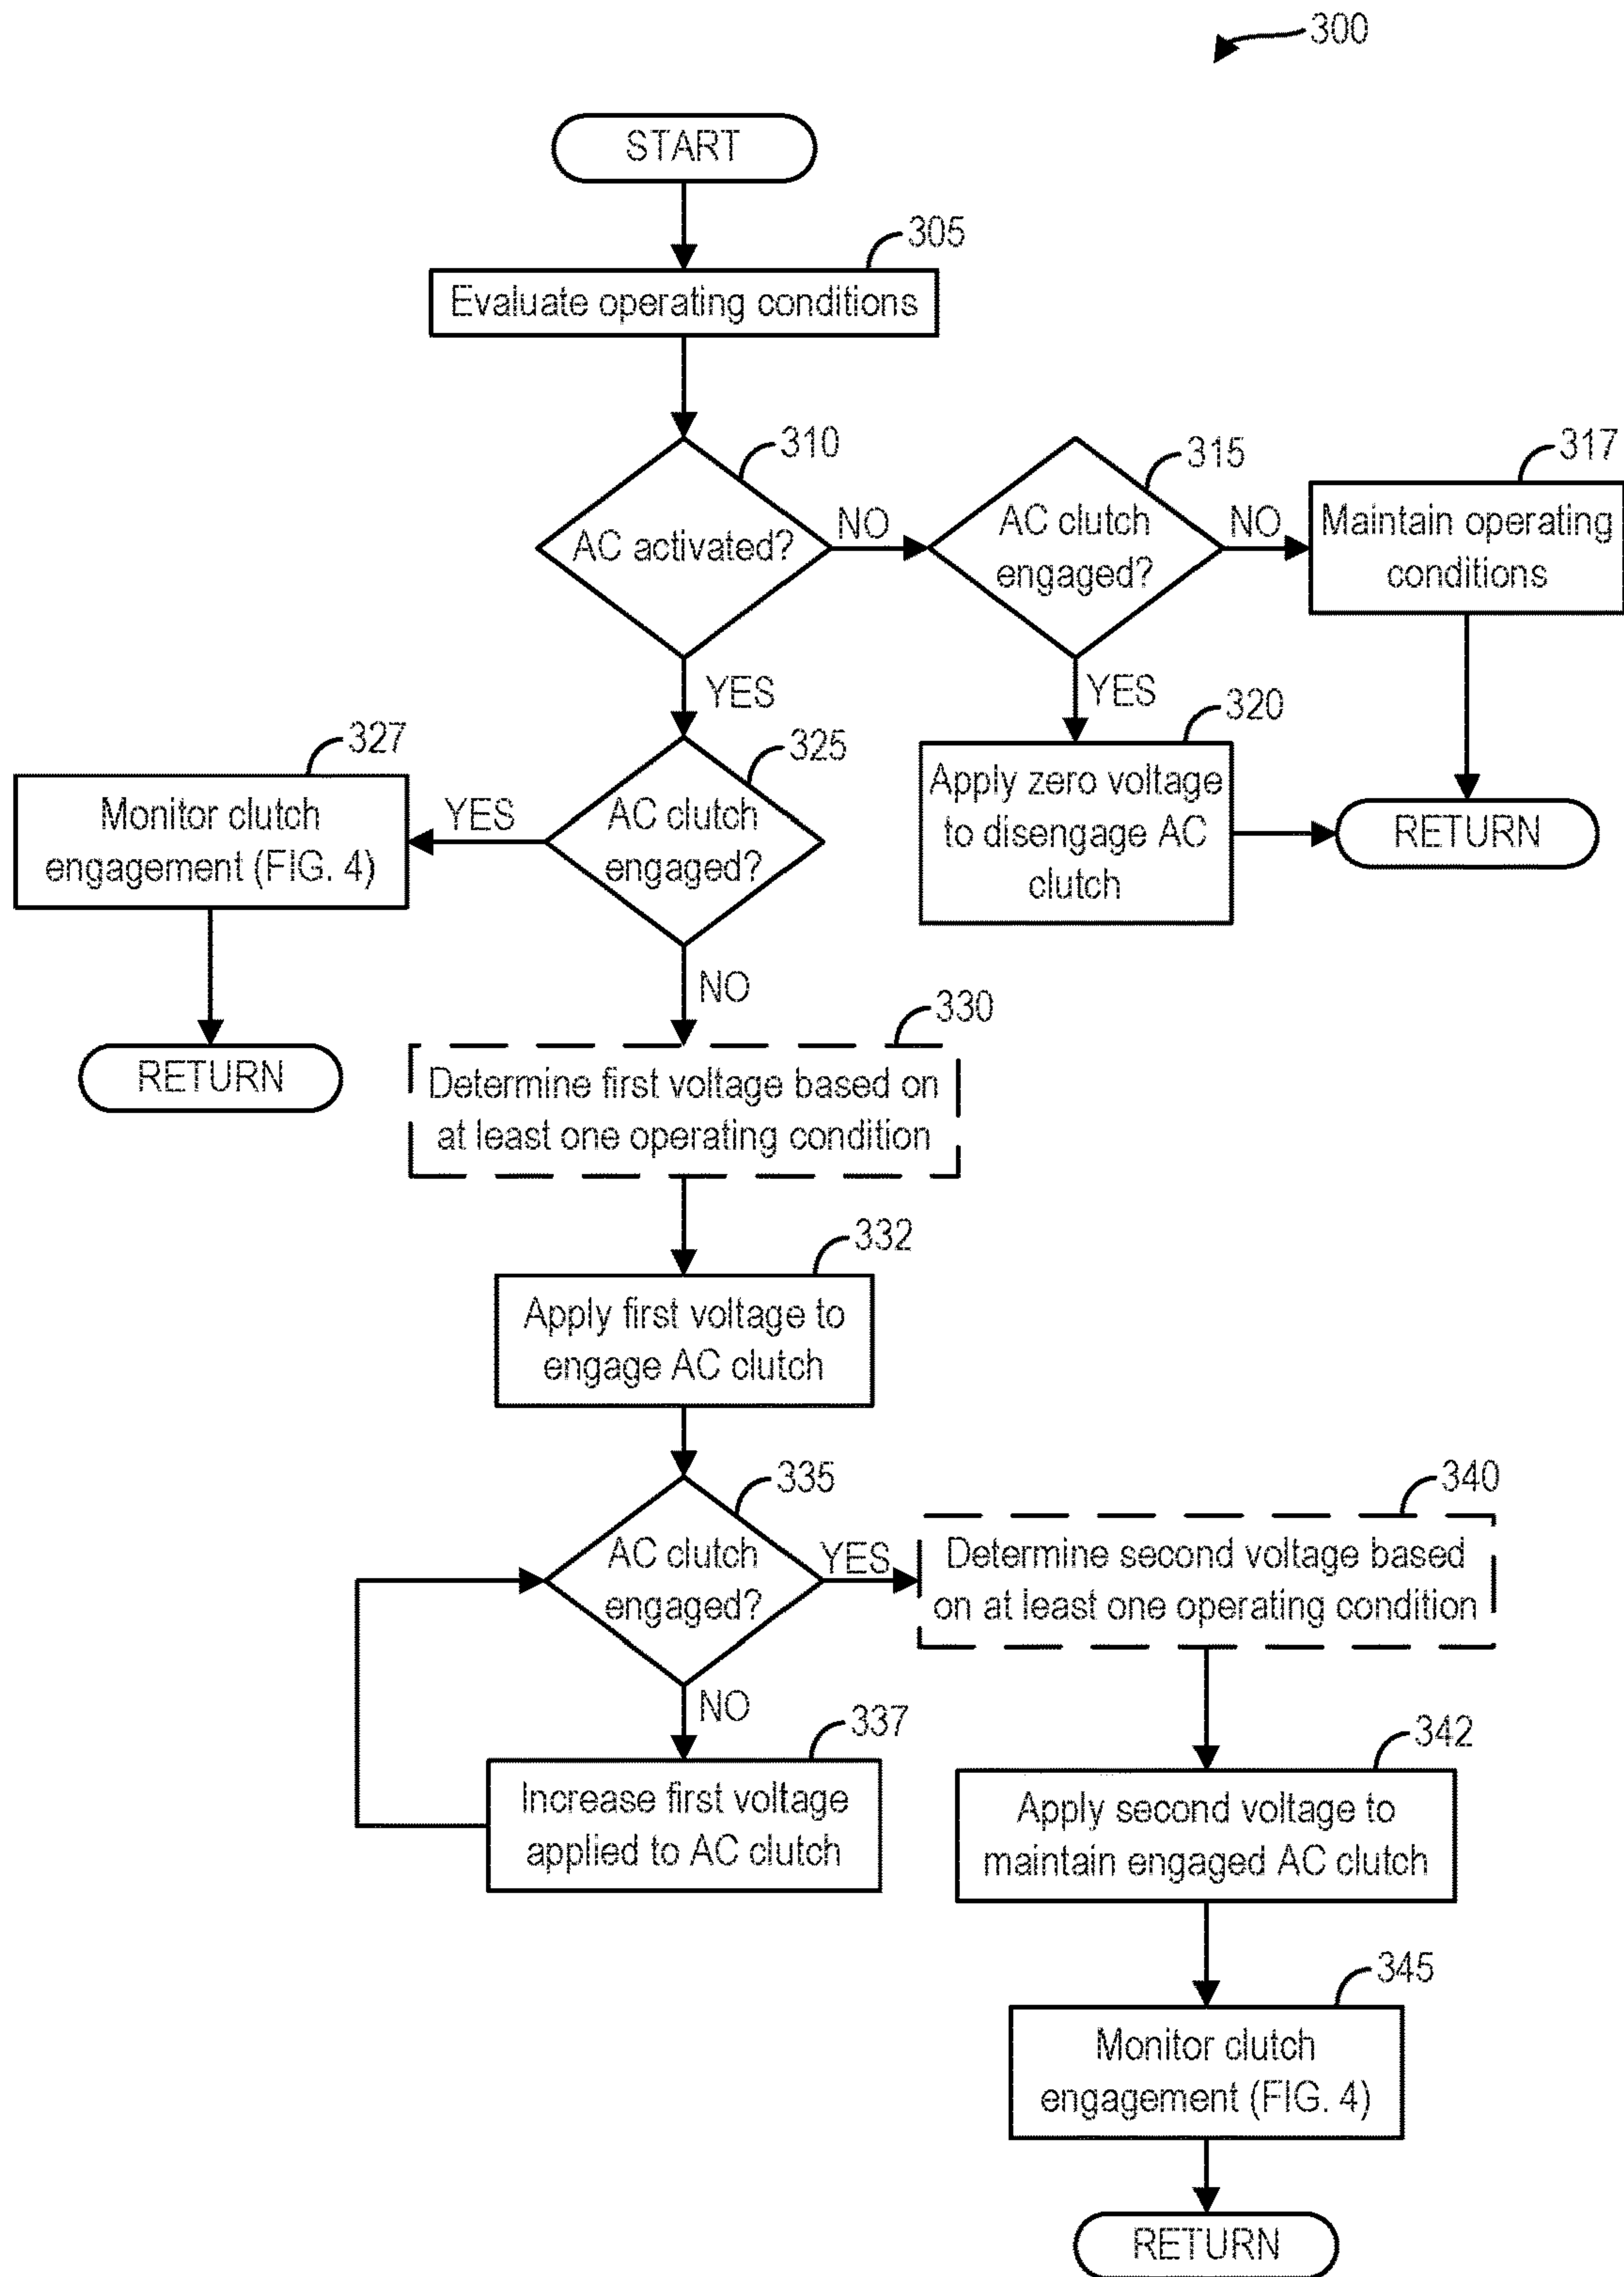 300
START
305
Evaluate operating conditions
310
AC activated?
NO
315
AC clutch
engaged?
NO
317
Maintain operating
conditions
YES
YES
320
Apply zero voltage
to disengage AC
clutch
RETURN
325
AC clutch
engaged?
YES
327
Monitor clutch
engagement (FIG. 4)
RETURN
NO
330
Determine first voltage based on
at least one operating condition
332
Apply first voltage to
engage AC clutch
335
AC clutch
engaged?
YES
340
Determine second voltage based
on at least one operating condition
NO
337
Increase first voltage
applied to AC clutch
342
Apply second voltage to
maintain engaged AC clutch
345
Monitor clutch
engagement (FIG. 4)
RETURN